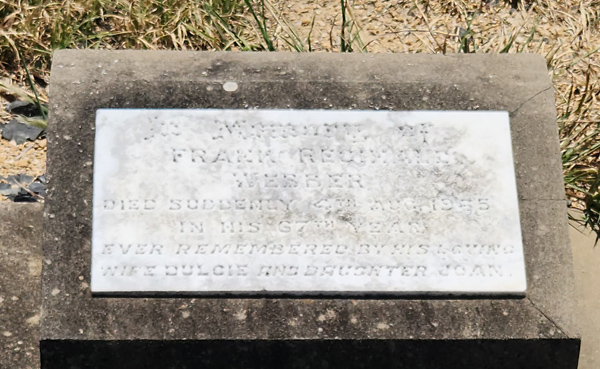 In Memory of
FRANK REGINALD
WEBBER
DIED SUDDENLY AUG. 1955
IN HIS 67TH YEAR
EVER REMEMBERED BY HIS LOVING
WIFE DULCIE AND DAUGHTER JOAN.